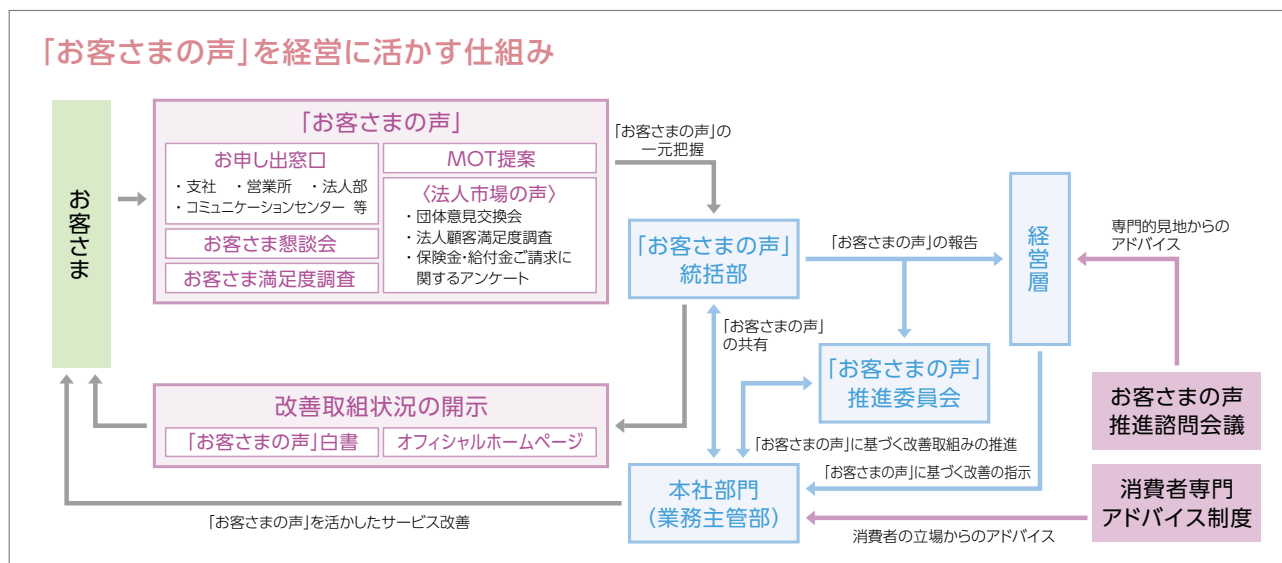 「お客さまの声」を経営に活かす仕組み
お客さま
「お客さまの声」
お申し出窓口
・支社　・営業所　・法人部
・コミュニケーションセンター 等
お客さま懇談会
お客さま満足度調査
MOT提案
〈法人市場の声〉
・団体意見交換会
・法人顧客満足度調査
・保険金・給付金ご請求に
関するアンケート
「お客さまの声」の
一元把握
「お客さまの声」
統括部
「お客さまの声」の報告
経営層
専門的見地からの
アドバイス
「お客さまの声」
の共有
「お客さまの声」
推進委員会
お客さまの声
推進諮問会議
改善取組状況の開示
「お客さまの声」白書
オフィシャルホームページ
「お客さまの声」に基づく改善取組みの推進
「お客さまの声」に基づく改善の指示
本社部門
（業務主管部）
消費者専門
アドバイス制度
「お客さまの声」を活かしたサービス改善
消費者の立場からのアドバイス